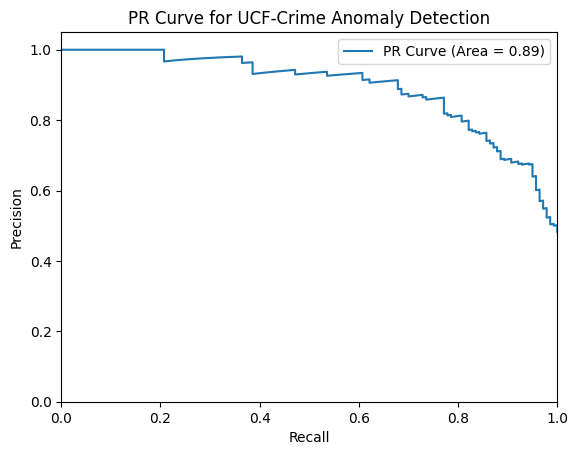 PR Curve for UCF-Crime Anomaly Detection
PR Curve (Area = 0.89)
1.0
0.8
0.6
0.4
0.2
0.0
Precision
0.0 0.2 0.4 0.6 0.8 1.0
Recall